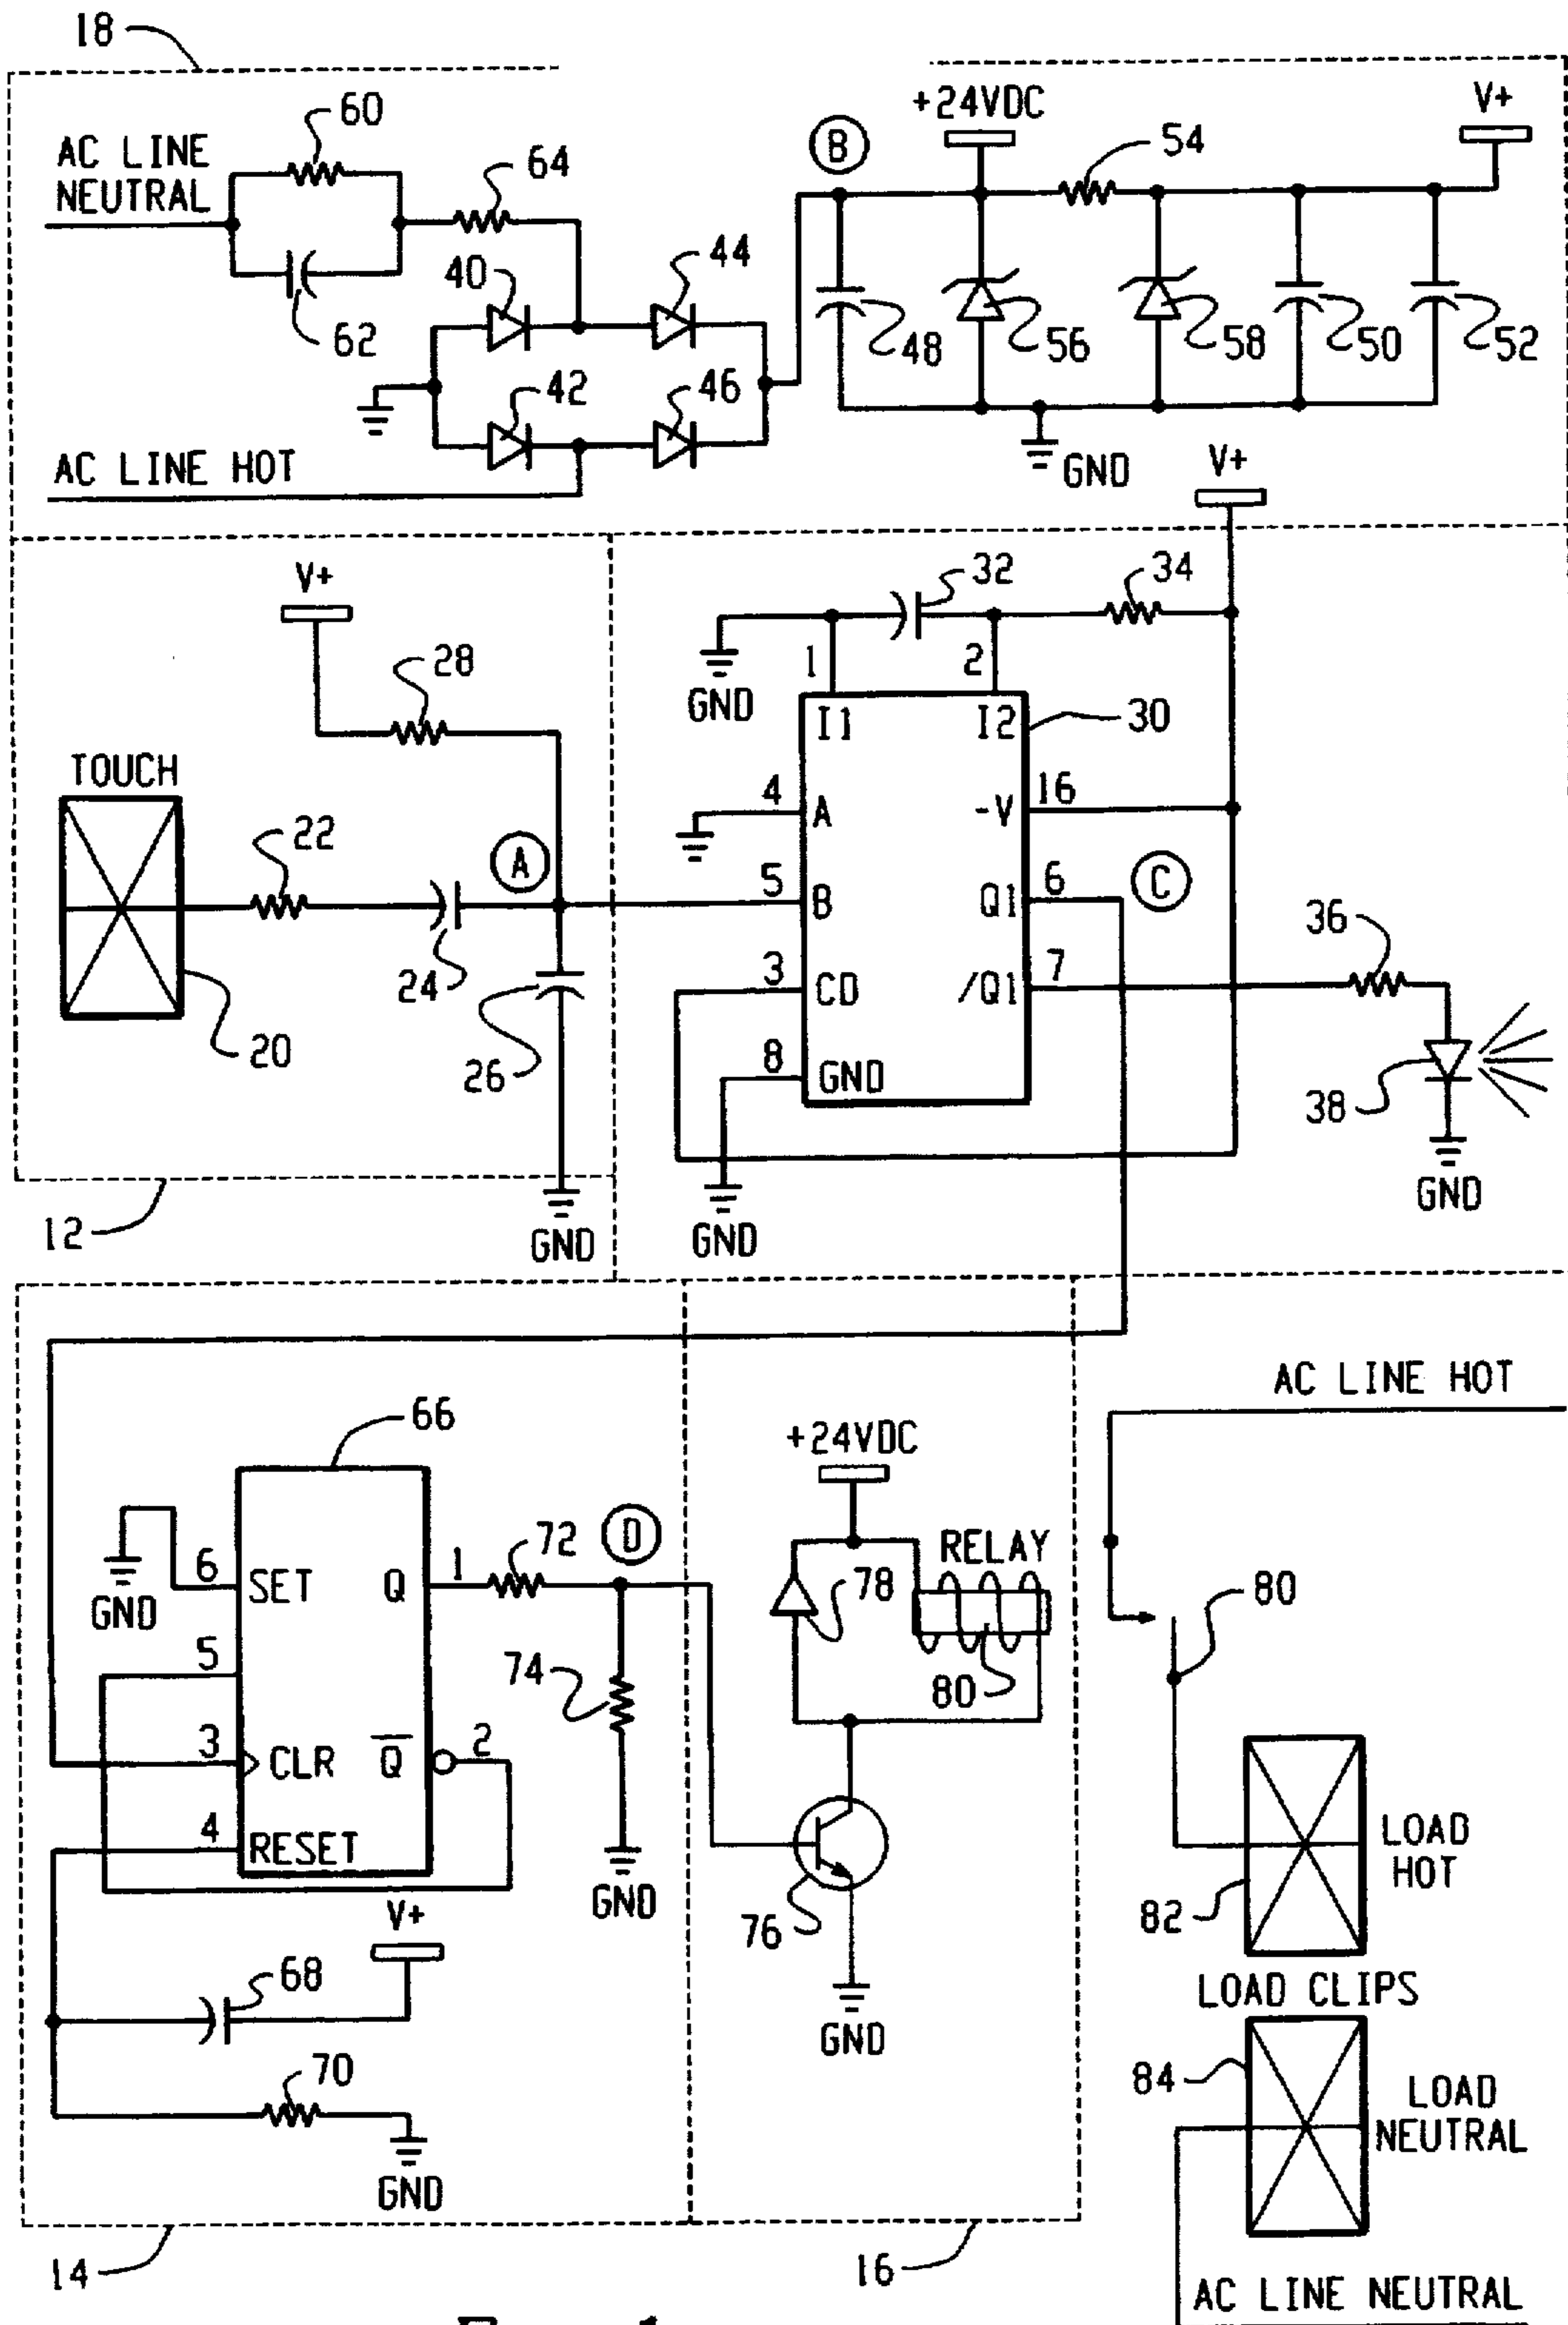 18
60
AC LINE
NEUTRAL
64
62
40
44
42
46
AC LINE HOT
B
+24VDC
54
V+
48
56
58
50
52
GND
V+
V+
28
TOUCH
22
A
24
20
26
GND
12
32
34
GND
1
2
I1
I2
30
4
A
-V
16
5
B
Q1
6
C
3
CD
/Q1
7
8
GND
GND
36
38
GND
66
GND
6
SET
Q
1
72
D
5
74
3
CLR
Q
2
4
RESET
GND
V+
68
70
GND
14
+24VDC
RELAY
78
80
76
GND
16
AC LINE HOT
80
LOAD
HOT
82
LOAD CLIPS
84
LOAD
NEUTRAL
AC LINE NEUTRAL